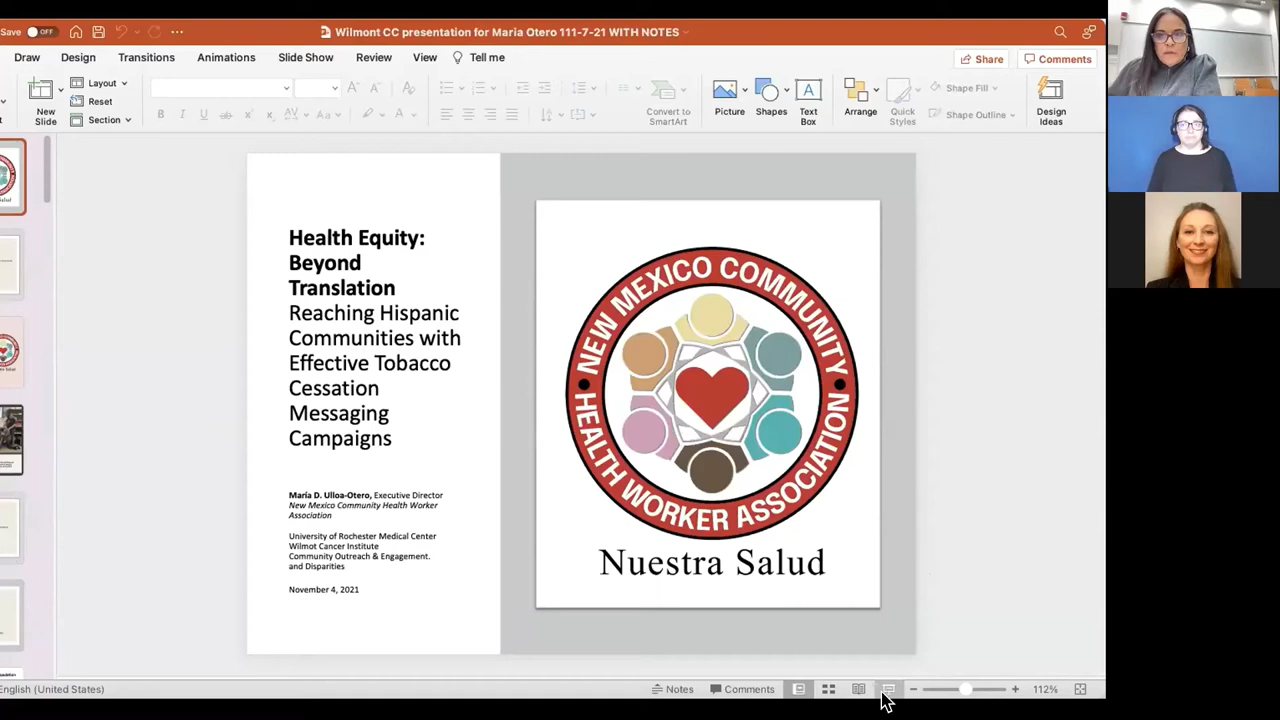 Save OFF
Wilmont CC presentation for Maria Otero 111-7-21 WITH NOTES
Draw Design Transitions Animations Slide Show Review View Tell me Share Comments
New Slide
Layout
Reset
Section
B I U
Convert to SmartArt
Picture
Shapes
Text Box
Arrange
Quick Styles
Shape Fill
Shape Outline
Design Ideas
Health Equity:
Beyond
Translation
Reaching Hispanic
Communities with
Effective Tobacco
Cessation
Messaging
Campaigns
María D. Ulloa-Otero, Executive Director
New Mexico Community Health Worker
Association
University of Rochester Medical Center
Wilmot Cancer Institute
Community Outreach & Engagement.
and Disparities
November 4, 2021
NEW MEXICO COMMUNITY
HEALTH WORKER ASSOCIATION
Nuestra Salud
English (United States) Notes Comments 112%